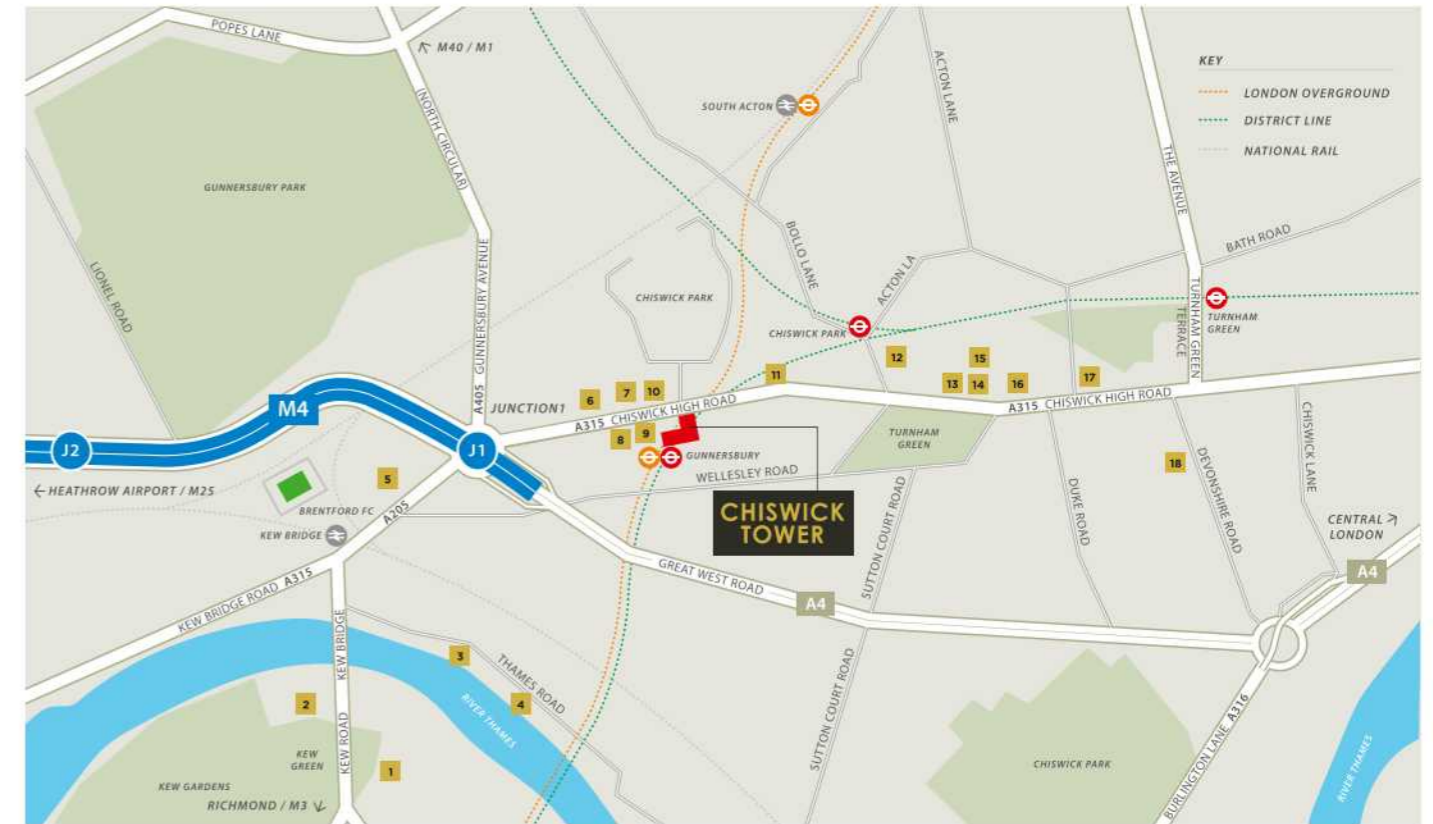 POPES LANE
M40 / M1
(NORTH CIRCULAR)
SOUTH ACTON
ACTON LANE
KEY
LONDON OVERGROUND
DISTRICT LINE
NATIONAL RAIL
THE AVENUE
GUNNERSBURY PARK
LIONEL ROAD
A405 GUNNERSBURY AVENUE
CHISWICK PARK
BOLLO LANE
ACTON LA
BATH ROAD
CHISWICK PARK
TURNHAM GREEN
TERRACE
TURNHAM
GREEN
12
15
11
13
14
16
17
6
7
10
M4
JUNCTION1
A315 CHISWICK HIGH ROAD
A315 CHISWICK HIGH ROAD
8
9
J2
J1
GUNNERSBURY
WELLESLEY ROAD
TURNHAM
GREEN
CHISWICK LANE
18
DEVONSHIRE ROAD
HEATHROW AIRPORT / M25
5
BRENTFORD FC
A205
KEW BRIDGE
CHISWICK
TOWER
SUTTON COURT ROAD
DUKE ROAD
CENTRAL
LONDON
A4
KEW BRIDGE ROAD A315
GREAT WEST ROAD
A4
KEW BRIDGE
3
THAMES ROAD
4
RIVER THAMES
SUTTON COURT ROAD
2
KEW ROAD
KEW
GREEN
1
KEW GARDENS
RICHMOND / M3
CHISWICK PARK
BURLINGTON LANE A316
RIVER THAMES